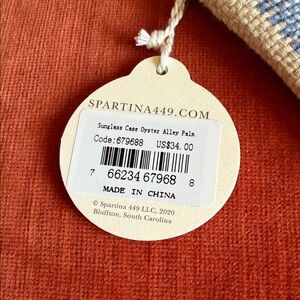 SPARTINA449.COM
Sunglass Case Oyster Alley Palm
Code:679688 US$34.00
7 66234 67968 8
MADE IN CHINA
© Spartina 449 LLC, 2020
Bluffton, South Carolina